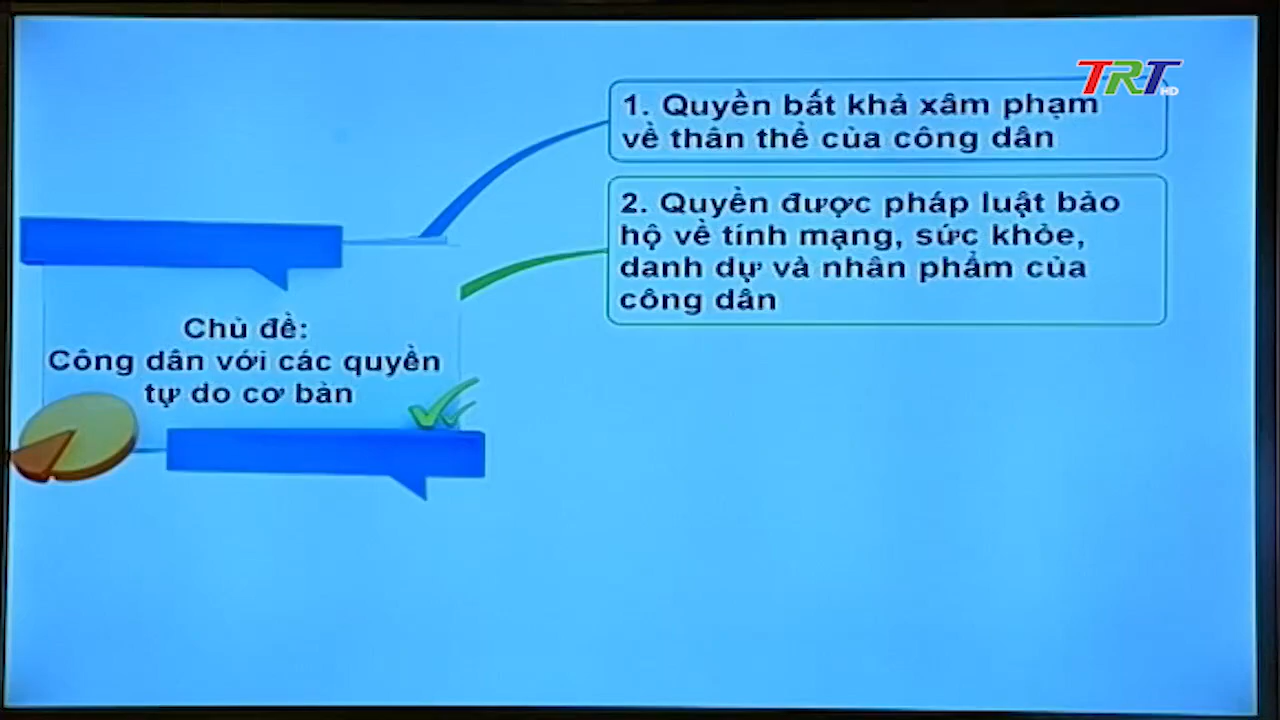 TRT
HD
1. Quyền bất khả xâm phạm
về thân thể của công dân
2. Quyền được pháp luật bảo
hộ về tính mạng, sức khỏe,
danh dự và nhân phẩm của
công dân
Chủ đề:
Công dân với các quyền
tự do cơ bản